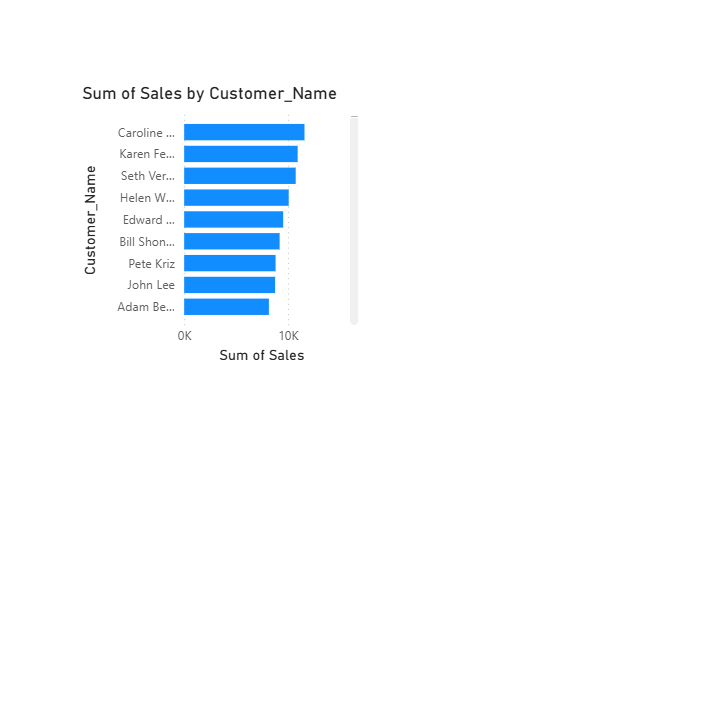 Sum of Sales by Customer_Name
Customer_Name
Caroline ...
Karen Fe...
Seth Ver...
Helen W...
Edward ...
Bill Shon...
Pete Kriz
John Lee
Adam Be...
0K 10K
Sum of Sales